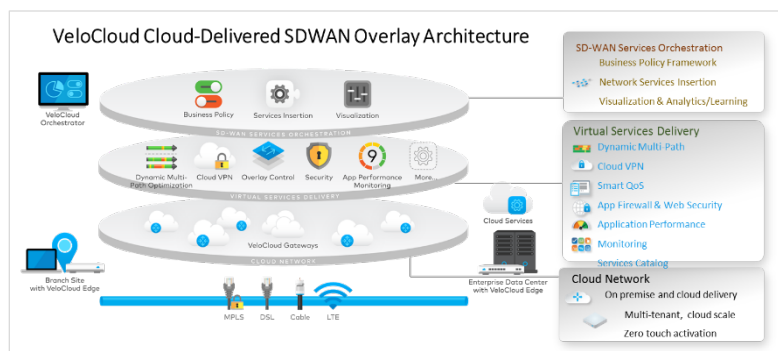 VeloCloud Cloud-Delivered SDWAN Overlay Architecture
VeloCloud
Orchestrator
Business Policy
Services Insertion
Visualization
SD-WAN SERVICES ORCHESTRATION
Dynamic Multi-
Path Optimization
Cloud VPN
Overlay Control
Security
9
App Performance
Monitoring
More...
VIRTUAL SERVICES DELIVERY
VeloCloud Gateways
CLOUD NETWORK
Cloud Services
Branch Site
with VeloCloud Edge
Enterprise Data Center
with VeloCloud Edge
MPLS
DSL
Cable
LTE
SD-WAN Services Orchestration
Business Policy Framework
Network Services Insertion
Visualization & Analytics/Learning
Virtual Services Delivery
Dynamic Multi-Path
Cloud VPN
Smart QoS
App Firewall & Web Security
Application Performance
Monitoring
Services Catalog
Cloud Network
On premise and cloud delivery
Multi-tenant, cloud scale
Zero touch activation